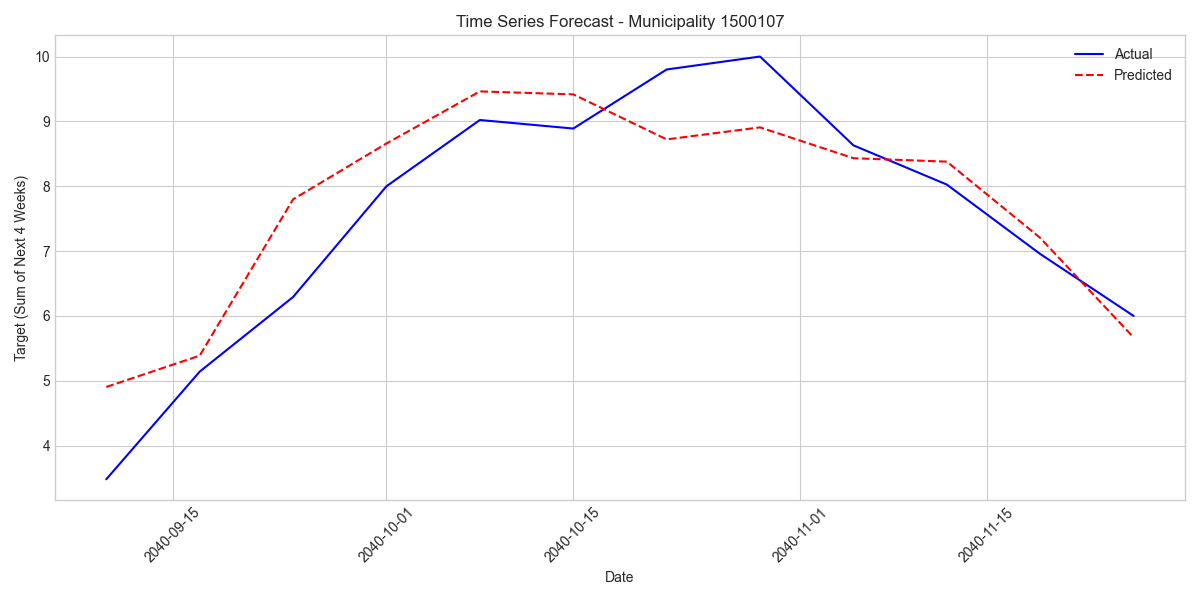 Time Series Forecast - Municipality 1500107
Actual
Predicted
Target (Sum of Next 4 Weeks)
10
9
8
7
6
5
4
2040-09-15
2040-10-01
2040-10-15
2040-11-01
2040-11-15
Date